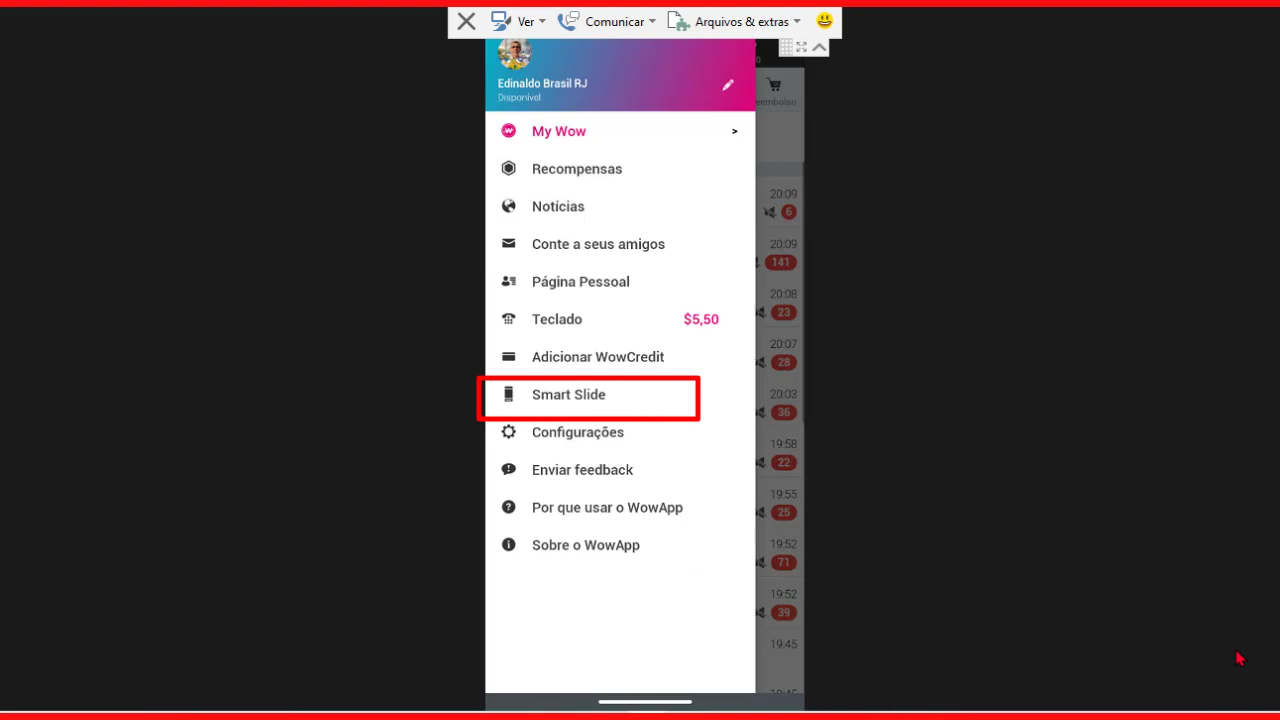 Ver
Comunicar
Arquivos & extras
Edinaldo Brasil RJ
Disponível
eembolso
My Wow >
Recompensas
Notícias
Conte a seus amigos
Página Pessoal
Teclado $5,50
Adicionar WowCredit
Smart Slide
Configurações
Enviar feedback
Por que usar o WowApp
Sobre o WowApp
20:09
6
20:09
141
20:08
23
20:07
28
20:03
36
19:58
22
19:55
25
19:52
71
19:52
39
19:45
19:45